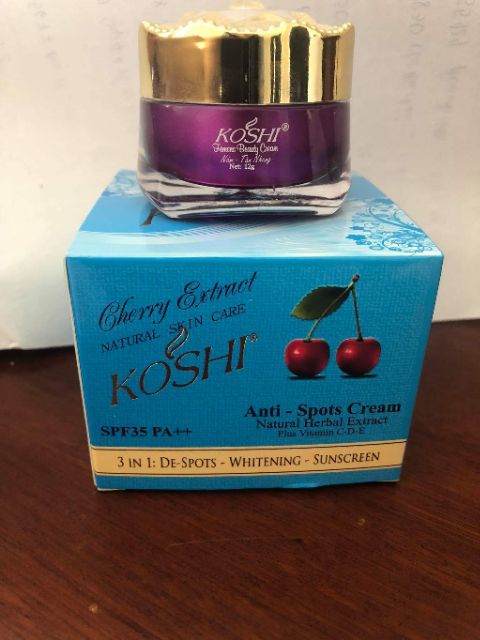 KOSHI®
Nám - Tàn Nhang
Net: 12g
Cherry Extract
NATURAL SKIN CARE
KOSHI®
SPF35 PA++
Anti - Spots Cream
Natural Herbal Extract
Plus Vitamin C-D-E
3 IN 1: DE-SPOTS - WHITENING - SUNSCREEN